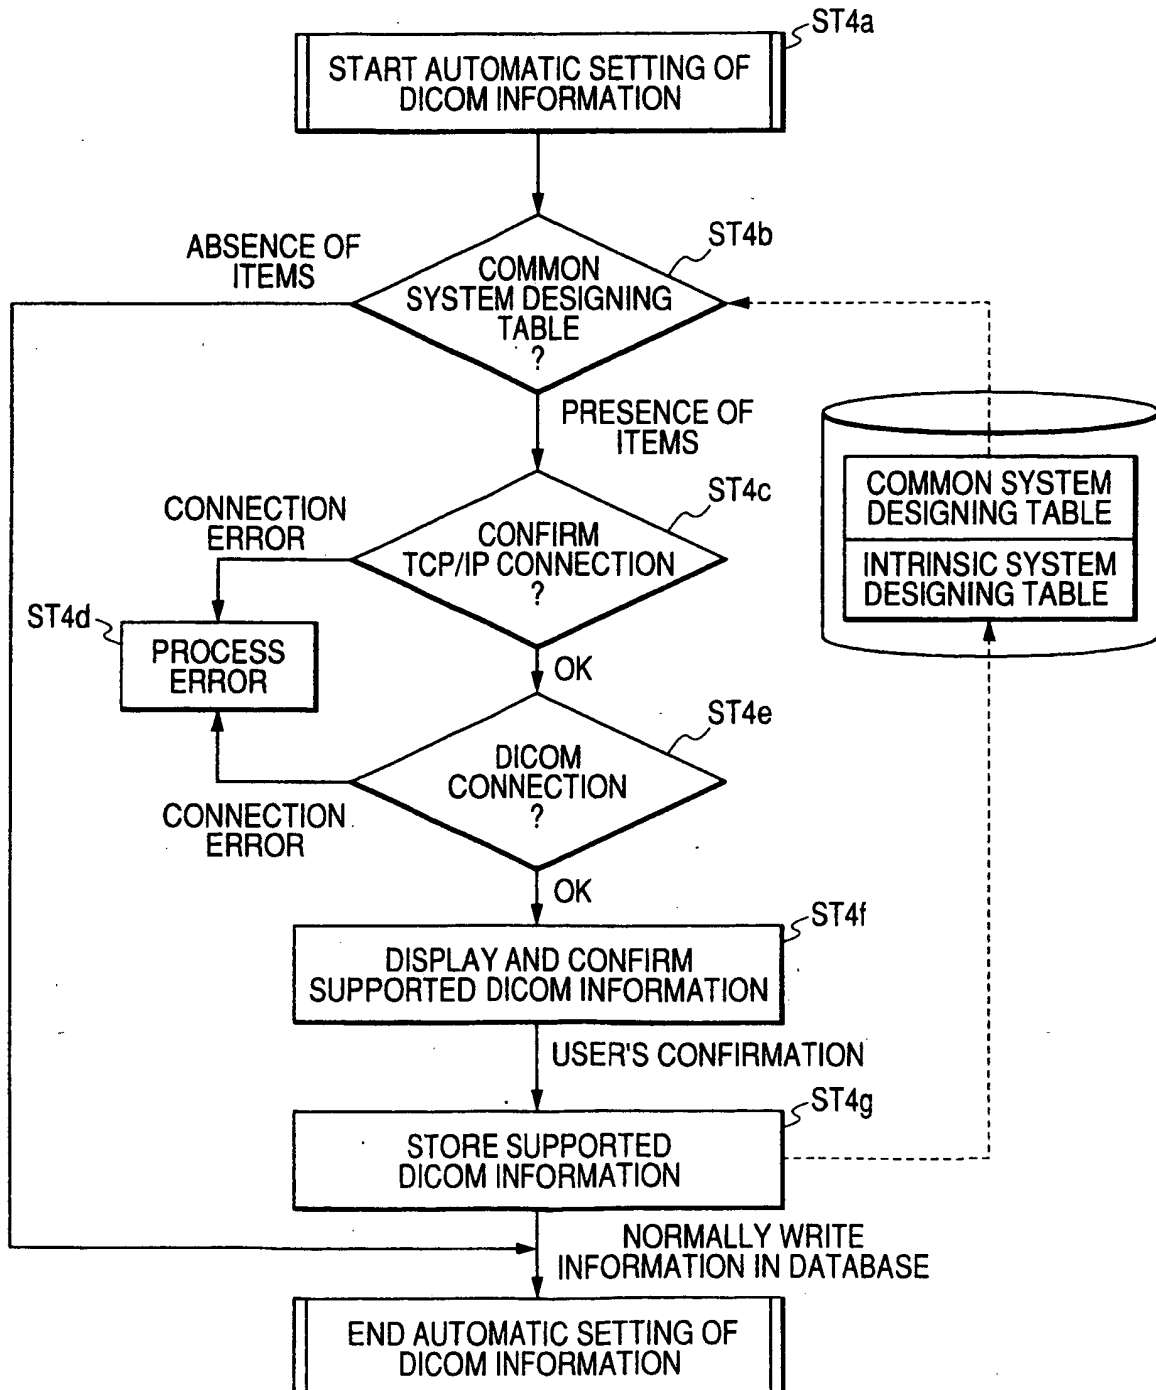 ST4a
START AUTOMATIC SETTING OF
DICOM INFORMATION
ST4b
ABSENCE OF
ITEMS
COMMON
SYSTEM DESIGNING
TABLE
?
PRESENCE OF
ITEMS
COMMON SYSTEM
DESIGNING TABLE
INTRINSIC SYSTEM
DESIGNING TABLE
ST4c
CONNECTION
ERROR
CONFIRM
TCP/IP CONNECTION
?
ST4d
PROCESS
ERROR
OK
ST4e
DICOM
CONNECTION
?
CONNECTION
ERROR
OK
ST4f
DISPLAY AND CONFIRM
SUPPORTED DICOM INFORMATION
USER'S CONFIRMATION
ST4g
STORE SUPPORTED
DICOM INFORMATION
NORMALLY WRITE
INFORMATION IN DATABASE
END AUTOMATIC SETTING OF
DICOM INFORMATION